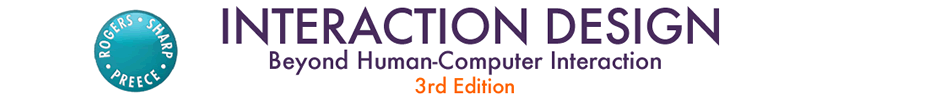 ROGERS • SHARP • PREECE •
INTERACTION DESIGN
Beyond Human-Computer Interaction
3rd Edition